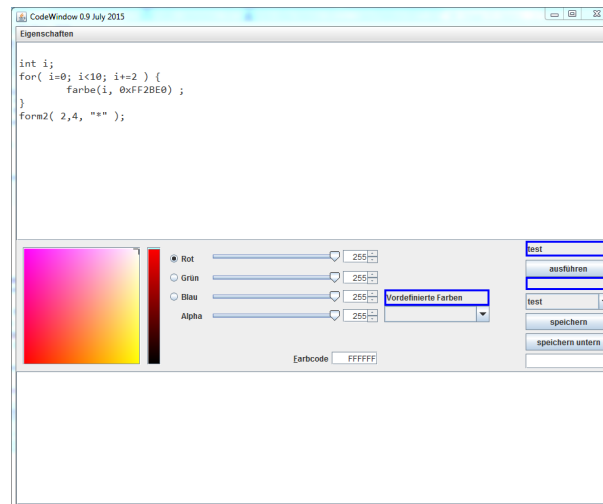 CodeWindow 0.9 July 2015
Eigenschaften
int i;
for( i=0; i<10; i+=2 ) {
farbe(i, 0xFF2BE0) ;
}
form2( 2,4, "*" );
Rot 255
Grün 255
Blau 255
Alpha 255
Farbcode FFFFFF
Vordefinierte Farben
test
ausführen
test
speichern
speichern untern